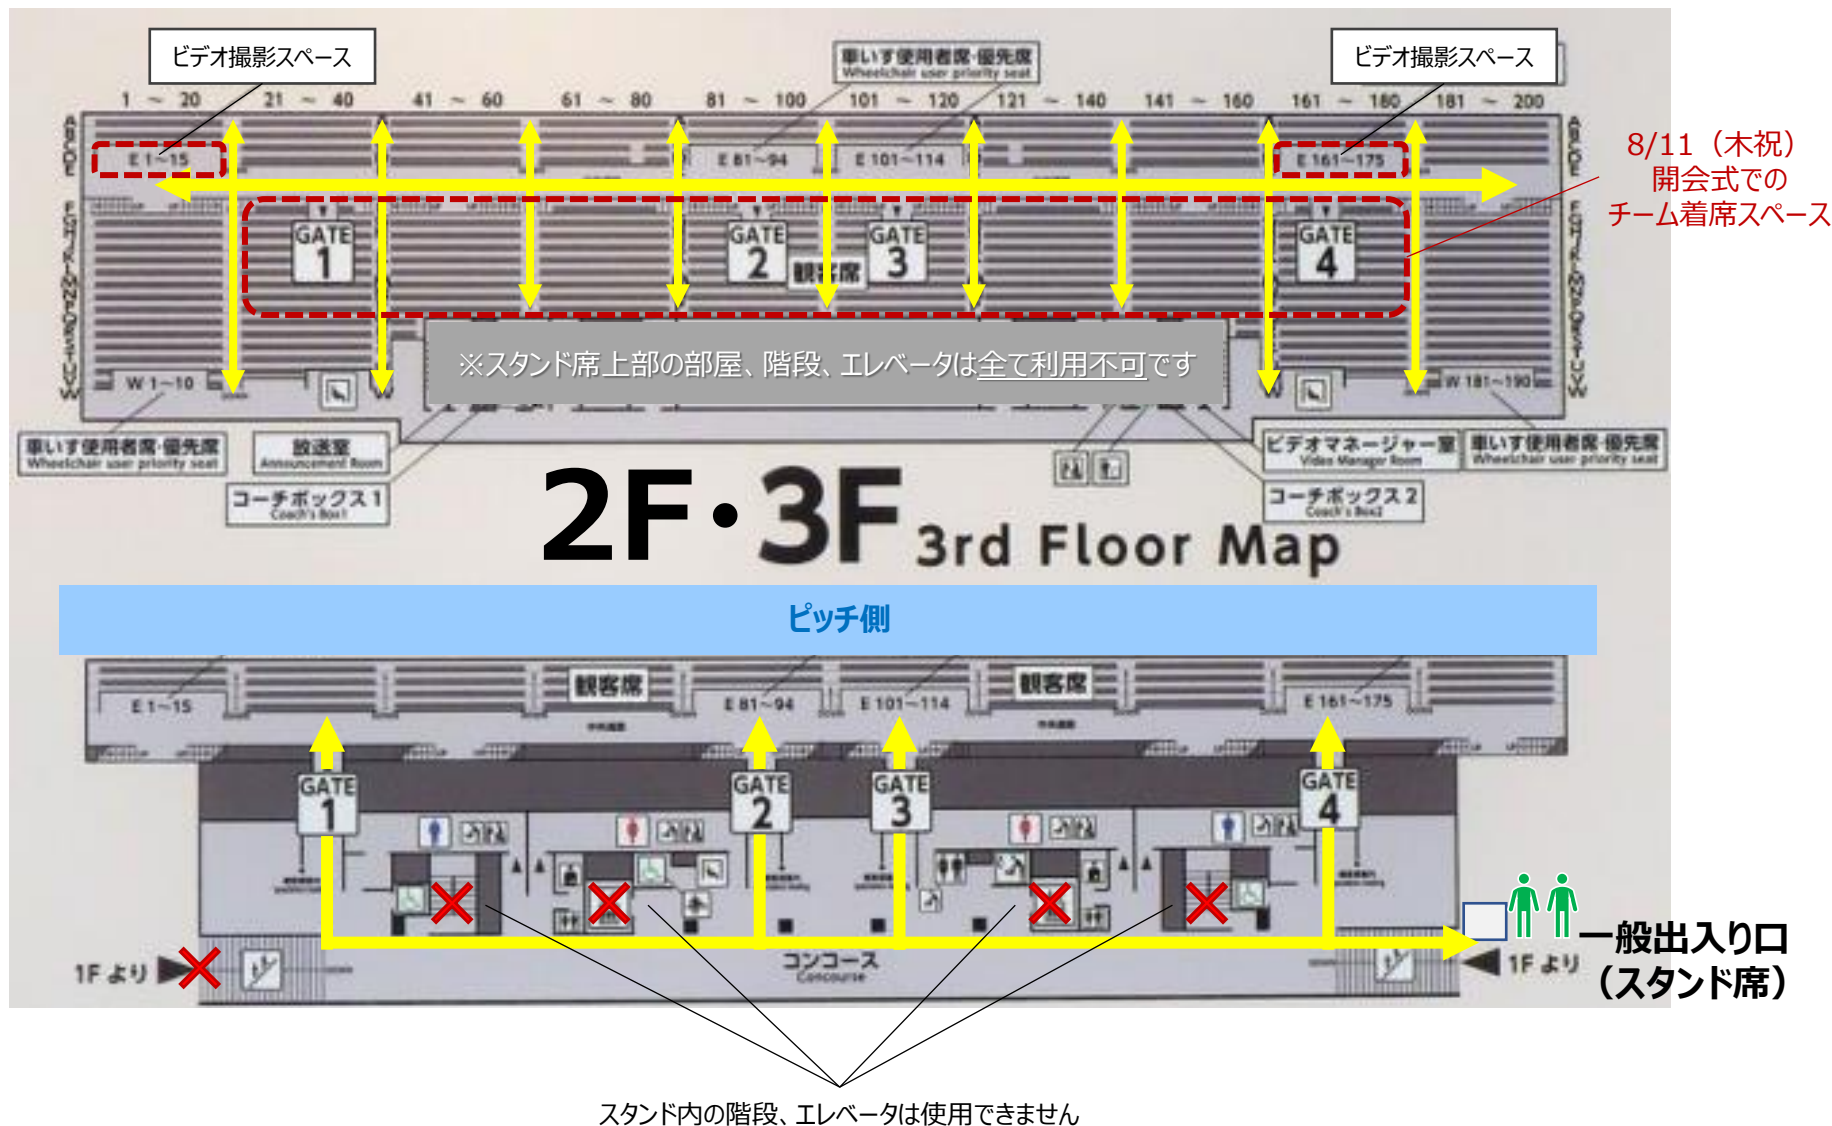 ビデオ撮影スペース
車いす使用者席・優先席
Wheelchair user priority seat
ビデオ撮影スペース
1 ～ 20
21 ～ 40
41 ～ 60
61 ～ 80
81 ～ 100
101 ～ 120
121 ～ 140
141 ～ 160
161 ～ 180
181 ～ 200
A B C D E
A B C D E
E 1～15
E 81～94
E 101～114
E 161～175
8/11（木祝）
開会式での
チーム着席スペース
GATE
1
GATE
2
観客席
GATE
3
GATE
4
※スタンド席上部の部屋、階段、エレベータは全て利用不可です
W 1～10
W 181～190
車いす使用者席・優先席
Wheelchair user priority seat
放送室
Announcement Room
コーチボックス 1
Coach's Box1
ビデオマネージャー室
Video Manager Room
車いす使用者席・優先席
Wheelchair user priority seat
コーチボックス 2
Coach's Box2
2F・3F 3rd Floor Map
ピッチ側
観客席
観客席
E 1～15
E 81～94
E 101～114
E 161～175
中央通路
中央通路
GATE
1
GATE
2
GATE
3
GATE
4
コンコース
Concourse
1F より
1F より
一般出入り口
（スタンド席）
スタンド内の階段、エレベータは使用できません